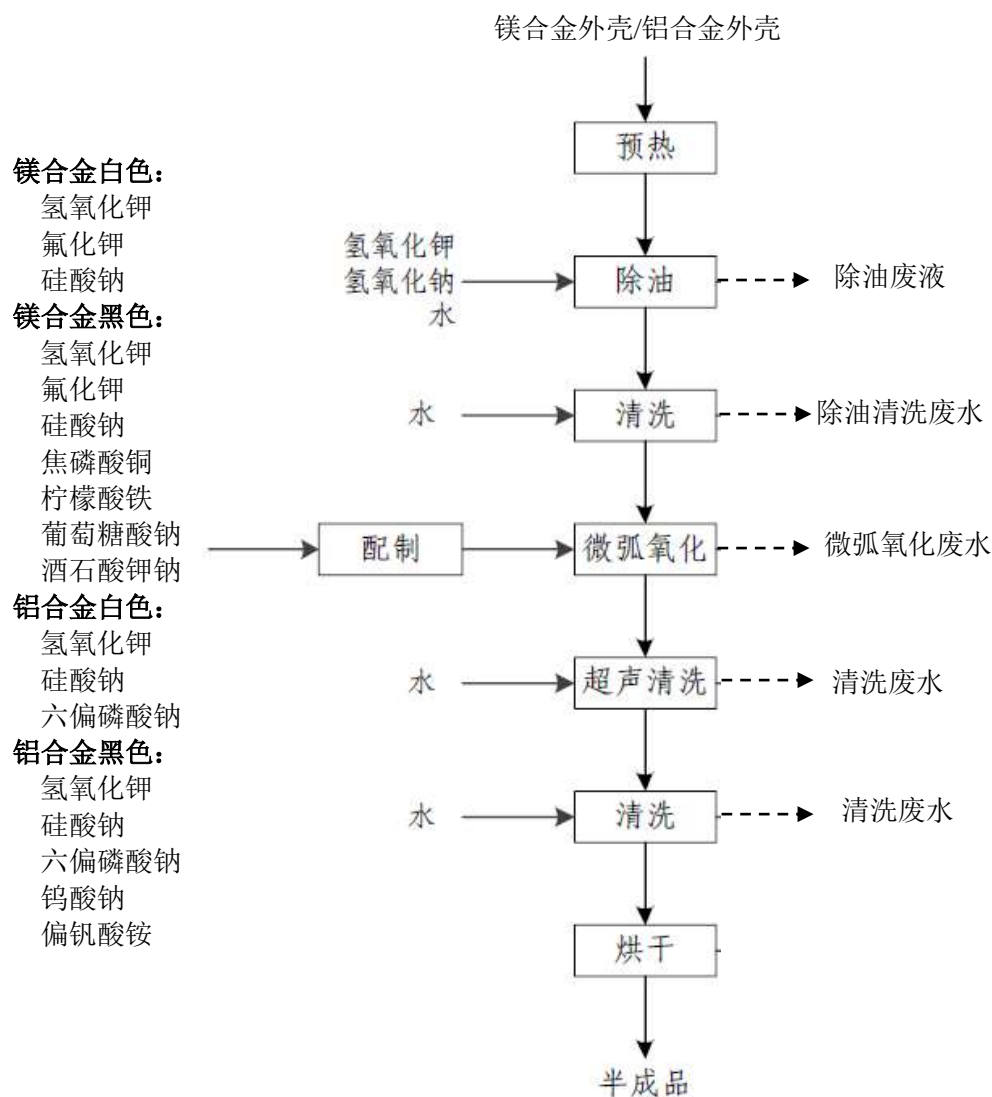 镁合金外壳/铝合金外壳
预热
镁合金白色：
氢氧化钾
氟化钾
硅酸钠
镁合金黑色：
氢氧化钾
氟化钾
硅酸钠
焦磷酸铜
柠檬酸铁
葡萄糖酸钠
酒石酸钾钠
铝合金白色：
氢氧化钾
硅酸钠
六偏磷酸钠
铝合金黑色：
氢氧化钾
硅酸钠
六偏磷酸钠
钨酸钠
偏钒酸铵
氢氧化钾
氢氧化钠
水
除油
除油废液
水
清洗
除油清洗废水
配制
微弧氧化
微弧氧化废水
水
超声清洗
清洗废水
水
清洗
清洗废水
烘干
半成品